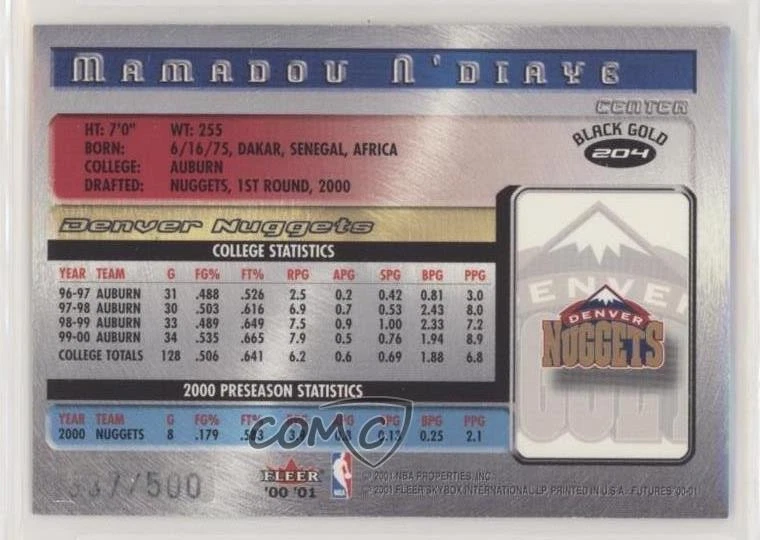 MAMADOU N'DIAYE
CENTER
BLACK GOLD
204
HT: 7'0" WT: 255
BORN: 6/16/75, DAKAR, SENEGAL, AFRICA
COLLEGE: AUBURN
DRAFTED: NUGGETS, 1ST ROUND, 2000
Denver Nuggets
COLLEGE STATISTICS
YEAR TEAM G FG% FT% RPG APG SPG BPG PPG
96-97 AUBURN 31 .488 .526 2.5 0.2 0.42 0.81 3.0
97-98 AUBURN 30 .503 .616 6.9 0.7 0.53 2.43 8.0
98-99 AUBURN 33 .489 .649 7.5 0.9 1.00 2.33 7.2
99-00 AUBURN 34 .535 .665 7.9 0.5 0.76 1.94 8.9
COLLEGE TOTALS 128 .506 .641 6.2 0.6 0.69 1.88 6.8
DENVER
NUGGETS
2000 PRESEASON STATISTICS
YEAR TEAM G FG% FT% RPG APG SPG BPG PPG
2000 NUGGETS 8 .179 0.13 0.25 2.1
COMC
/500
FLEER
'00 '01
NBA
© 2001 NBA PROPERTIES, INC.
© 2001 FLEER SKYBOX INTERNATIONAL LP, PRINTED IN U.S.A. - FUTURES '00-01